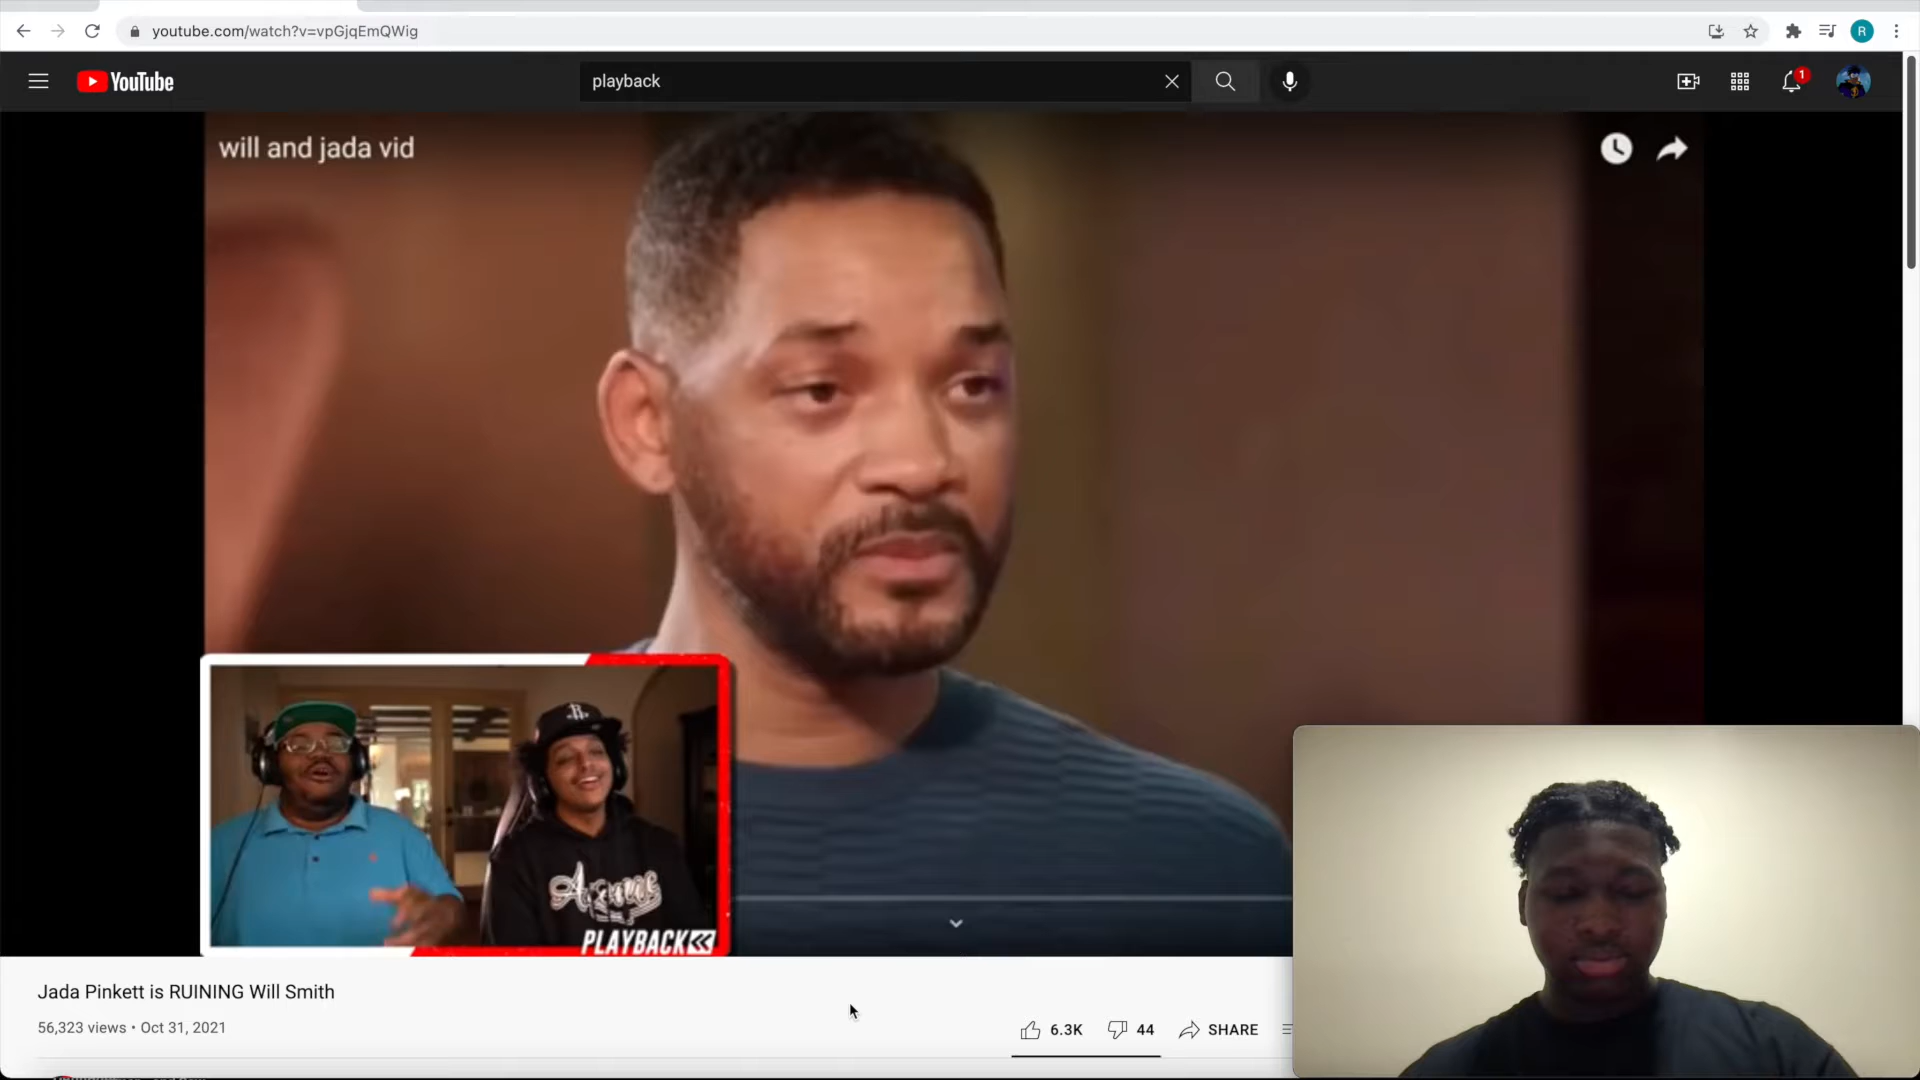 youtube.com/watch?v=vpGjqEmQWig
R
YouTube
playback
1
will and jada vid
PLAYBACK
Jada Pinkett is RUINING Will Smith
56,323 views • Oct 31, 2021
6.3K
44
SHARE